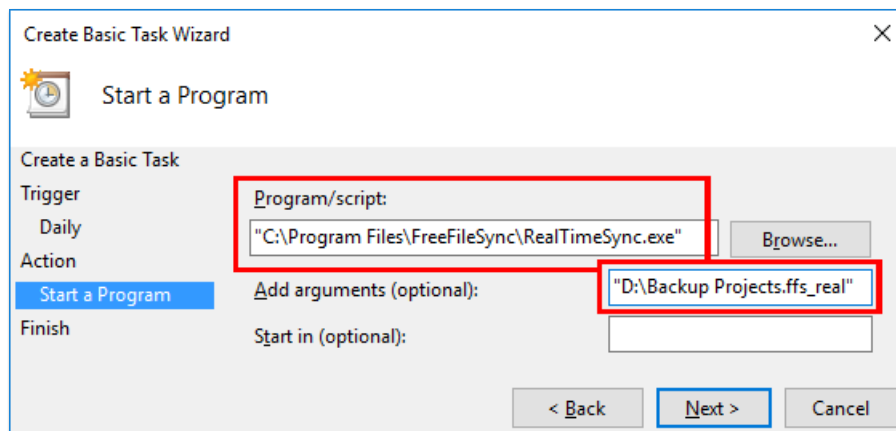 Create Basic Task Wizard
Start a Program
Create a Basic Task
Trigger
Daily
Action
Start a Program
Finish
Program/script:
"C:\Program Files\FreeFileSync\RealTimeSync.exe"
Browse...
Add arguments (optional):
"D:\Backup Projects.ffs_real"
Start in (optional):
< Back
Next >
Cancel